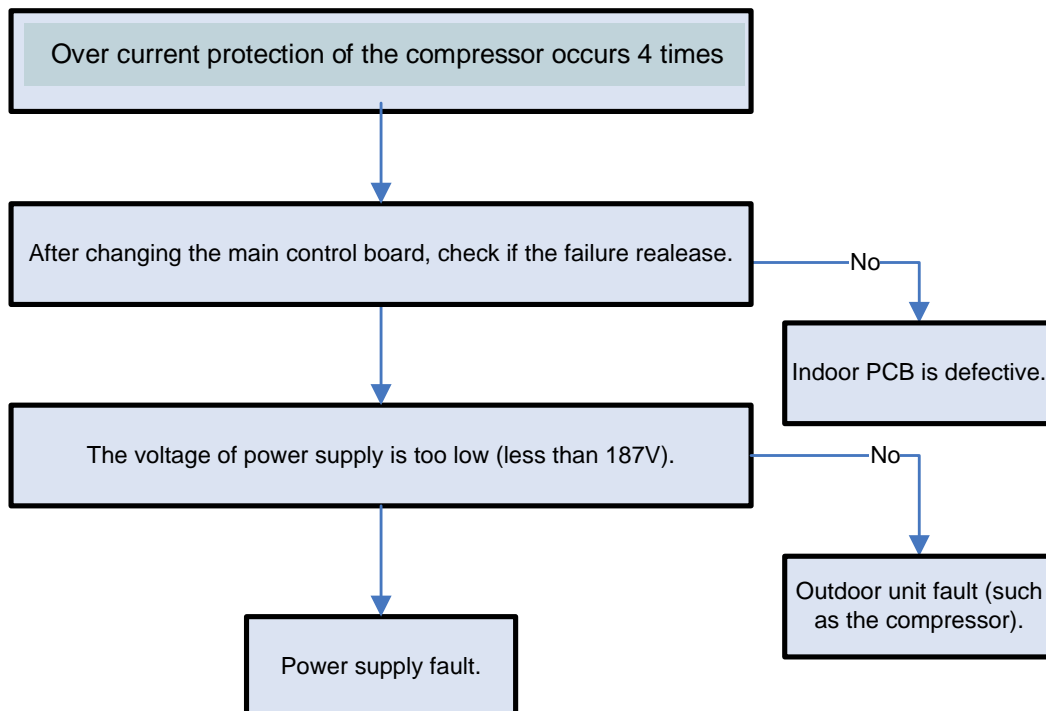 Over current protection of the compressor occurs 4 times
After changing the main control board, check if the failure realease.
No
Indoor PCB is defective.
The voltage of power supply is too low (less than 187V).
No
Outdoor unit fault (such
as the compressor).
Power supply fault.